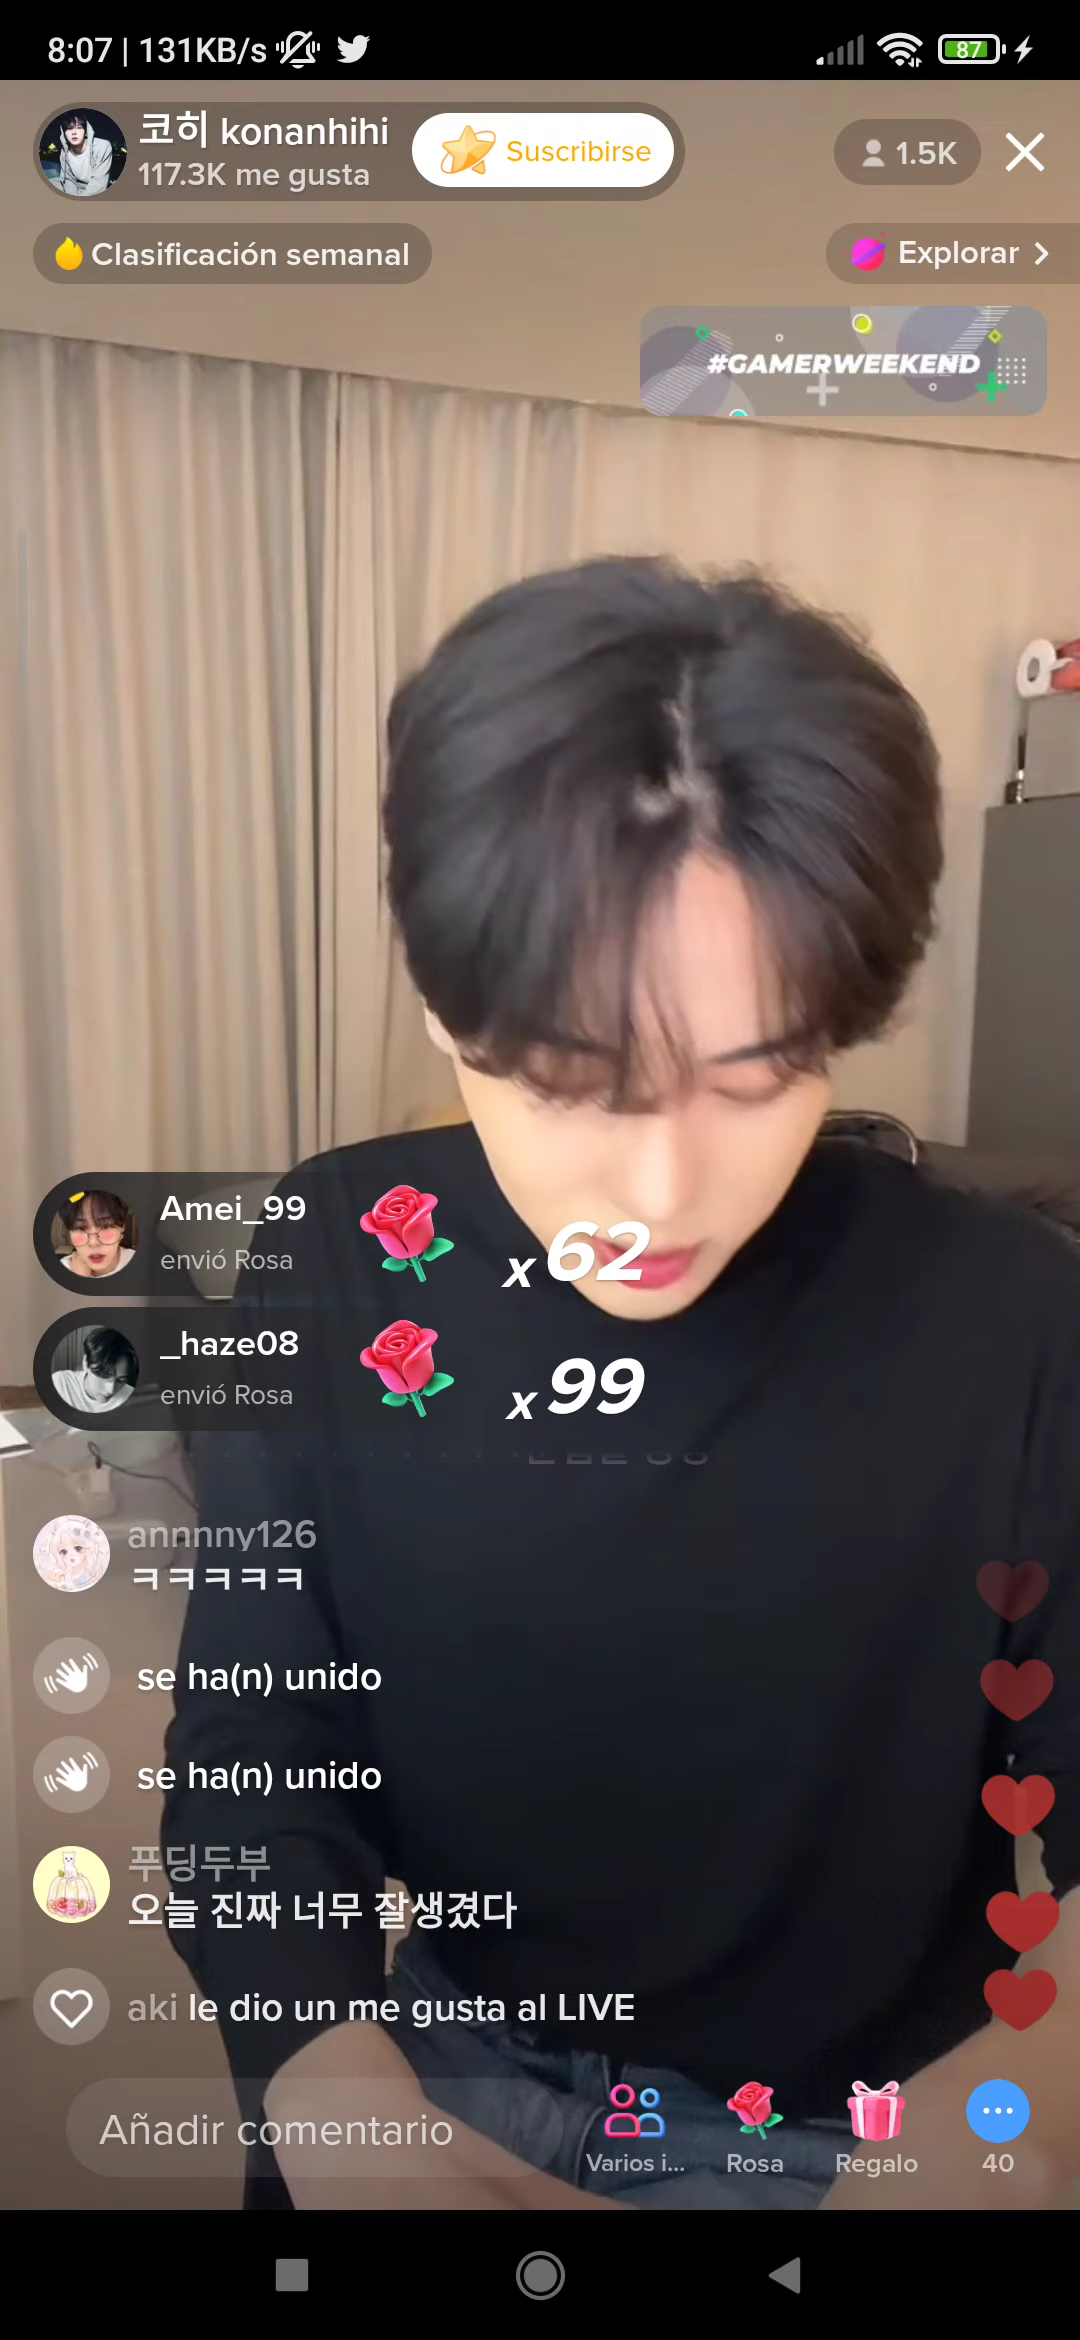 8:07 | 131KB/s
87
코히 konanhihi
117.3K me gusta
Suscribirse
1.5K
Clasificación semanal
Explorar
#GAMERWEEKEND
Amei_99
envió Rosa
x 62
_haze08
envió Rosa
x 99
annnny126
ㅋㅋㅋㅋㅋ
se ha(n) unido
se ha(n) unido
푸딩두부
오늘 진짜 너무 잘생겼다
aki le dio un me gusta al LIVE
Añadir comentario
Varios i...
Rosa
Regalo
40